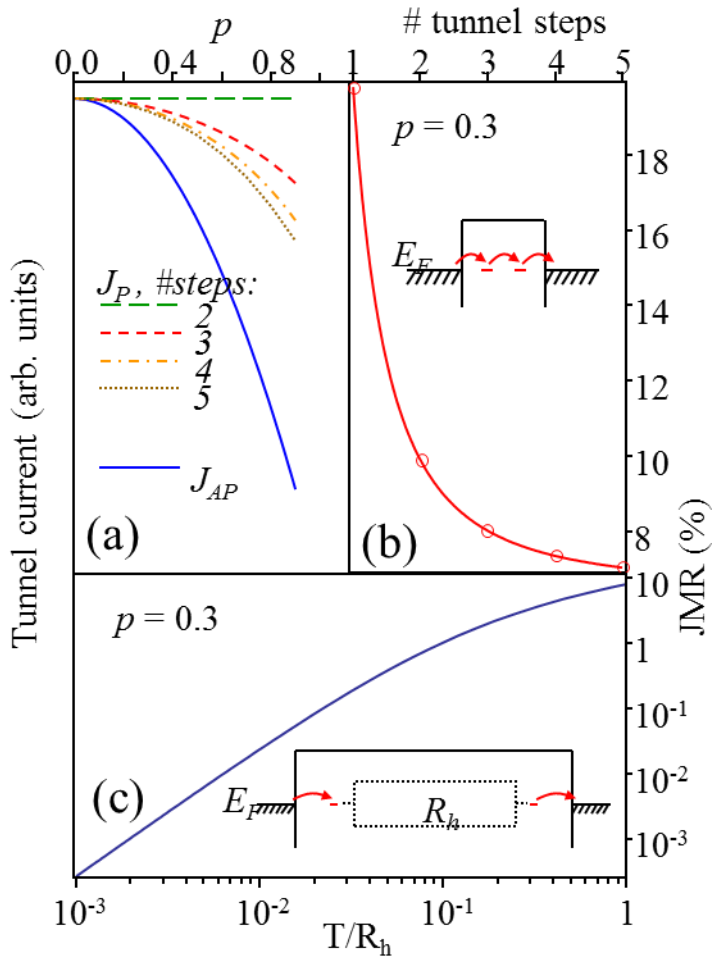 p
# tunnel steps
0.0 0.4 0.8
1 2 3 4 5
p = 0.3
18
16
14
12
10
8
E_F
J_P, #steps:
2
3
4
5
J_AP
(a)
(b)
Tunnel current (arb. units)
JMR (%)
p = 0.3
10
1
10⁻¹
10⁻²
10⁻³
(c)
E_F
R_h
10⁻³ 10⁻² 10⁻¹ 1
T/R_h